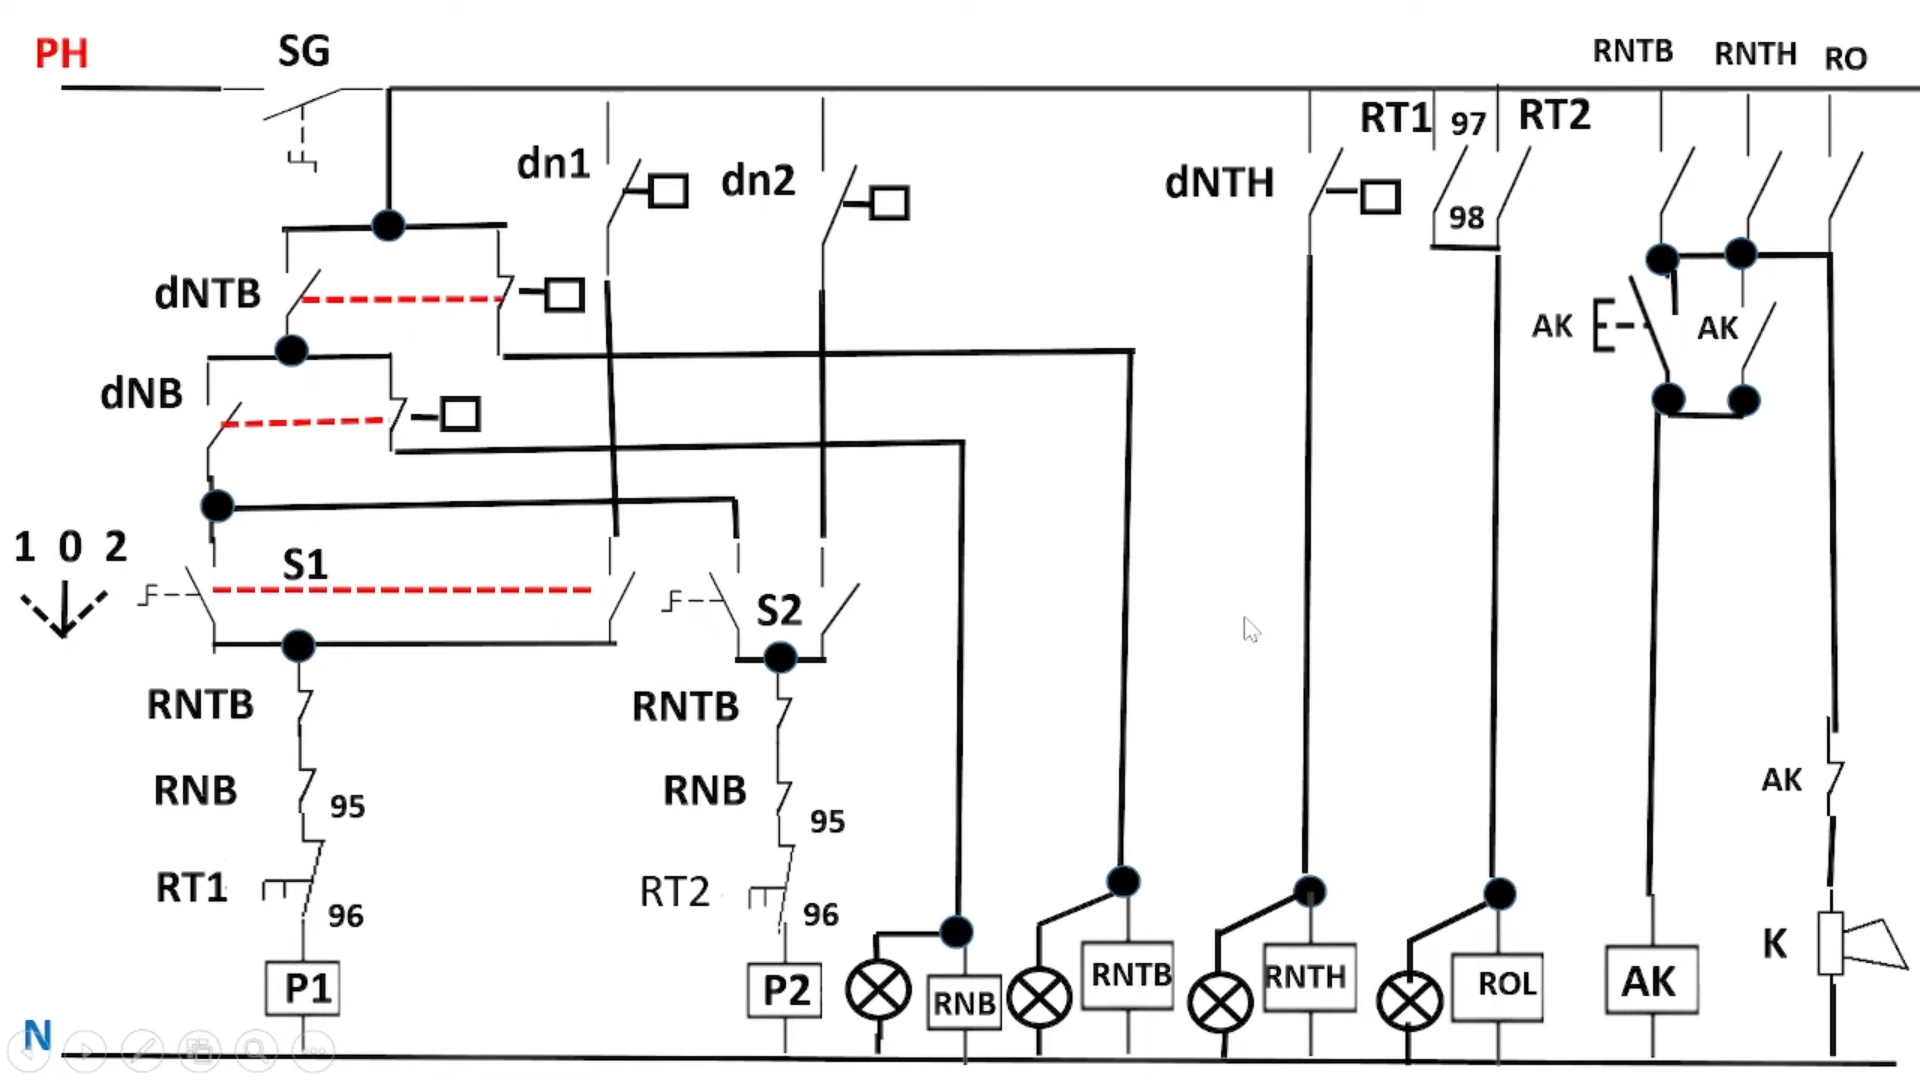 PH
SG
RNTB
RNTH
RO
RT1
97
RT2
dn1
dn2
dNTH
98
dNTB
AK
AK
dNB
1 0 2
S1
S2
RNTB
RNTB
RNB
95
RNB
95
AK
RT1
96
RT2
96
K
P1
P2
RNB
RNTB
RNTH
ROL
AK
N